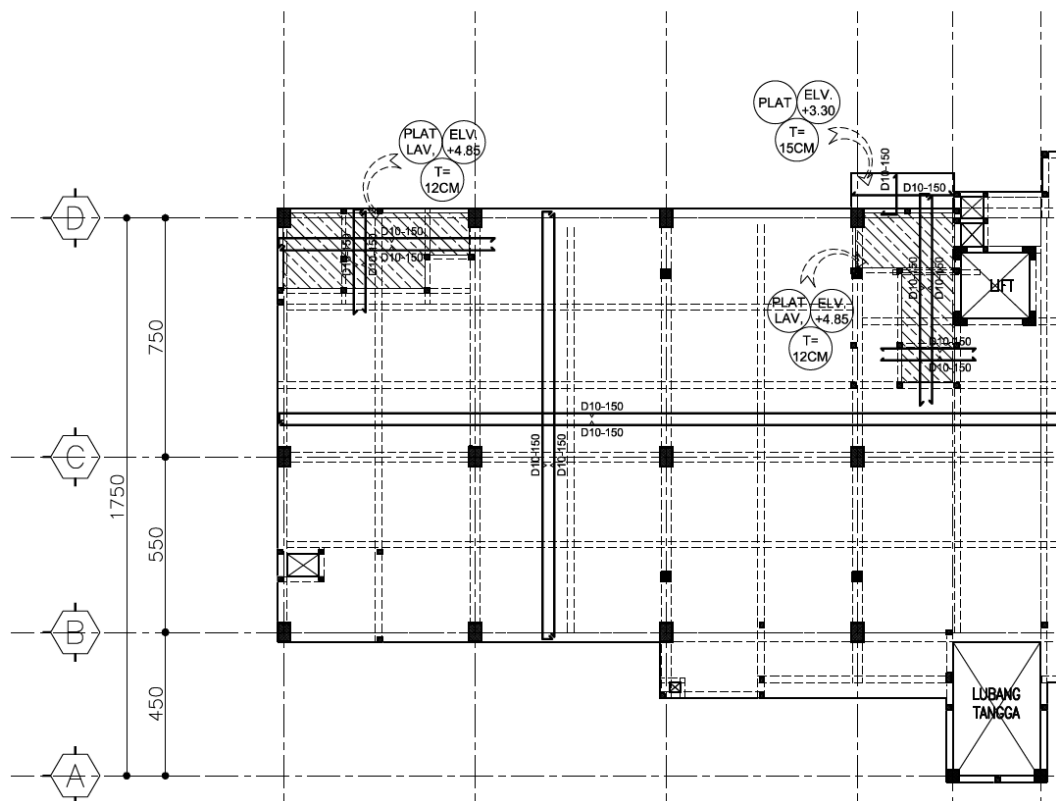 PLAT
ELV.
+3.30
T=
15CM
PLAT
LAV,
ELV.
+4.85
T=
12CM
D10-150
D10-150
D
D10-150
D10-150
D10-150
D10-150
D10-150
D10-150
LIFT
PLAT
LAV,
ELV.
+4.85
T=
12CM
750
D10-150
D10-150
D10-150
D10-150
C
D10-150
D10-150
1750
550
B
450
LUBANG
TANGGA
A